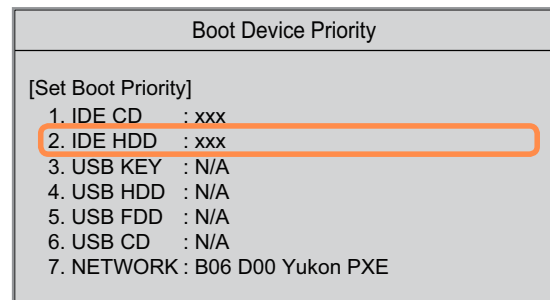 Boot Device Priority
[Set Boot Priority]
1. IDE CD : xxx
2. IDE HDD : xxx
3. USB KEY : N/A
4. USB HDD : N/A
5. USB FDD : N/A
6. USB CD : N/A
7. NETWORK : B06 D00 Yukon PXE